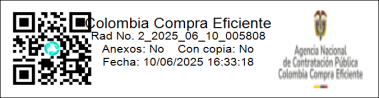 Colombia Compra Eficiente
Rad No. 2_2025_06_10_005808
Anexos: No Con copia: No
Fecha: 10/06/2025 16:33:18
Agencia Nacional
de Contratación Pública
Colombia Compra Eficiente